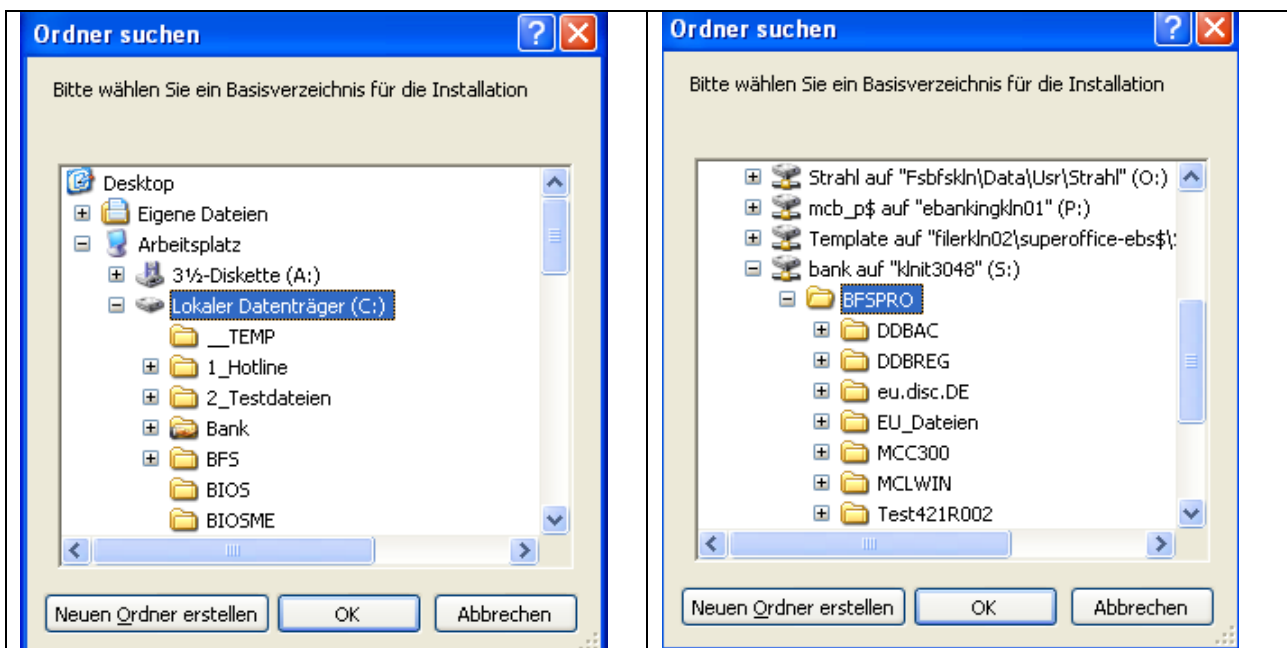 Ordner suchen
Bitte wählen Sie ein Basisverzeichnis für die Installation
Desktop
Eigene Dateien
Arbeitsplatz
3½-Diskette (A:)
Lokaler Datenträger (C:)
__TEMP
1_Hotline
2_Testdateien
Bank
BFS
BIOS
BIOSME
Neuen Ordner erstellen
OK
Abbrechen
Ordner suchen
Bitte wählen Sie ein Basisverzeichnis für die Installation
Strahl auf "Fsbfskln\Data\Usr\Strahl" (O:)
mcb_p$ auf "ebankingkln01" (P:)
Template auf "filerkln02\superoffice-ebs$\
bank auf "klnit3048" (S:)
BFSPRO
DDBAC
DDBREG
eu.disc.DE
EU_Dateien
MCC300
MCLWIN
Test421R002
Neuen Ordner erstellen
OK
Abbrechen